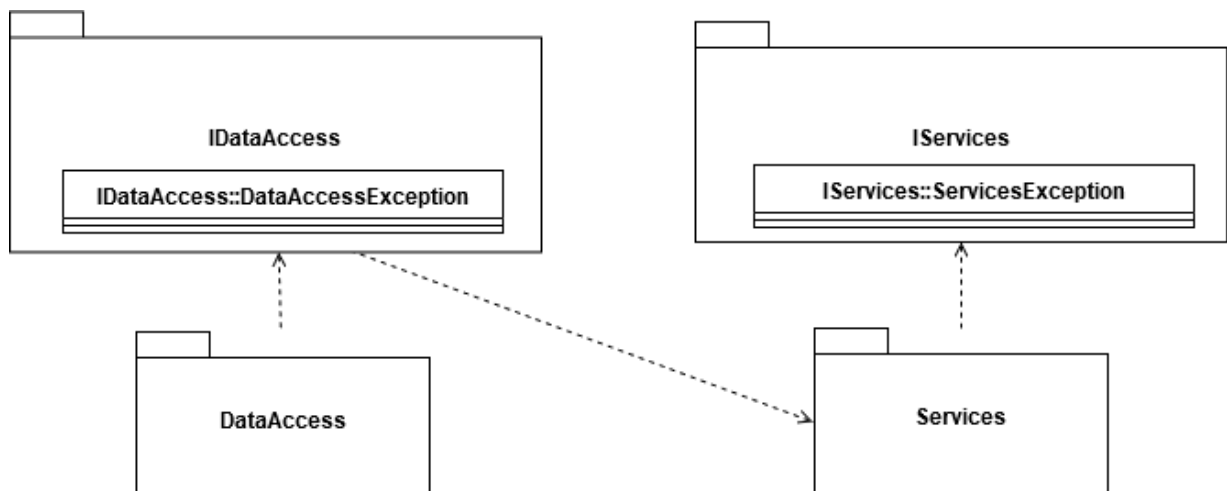 IDataAccess
IDataAccess::DataAccessException
IServices
IServices::ServicesException
DataAccess
Services